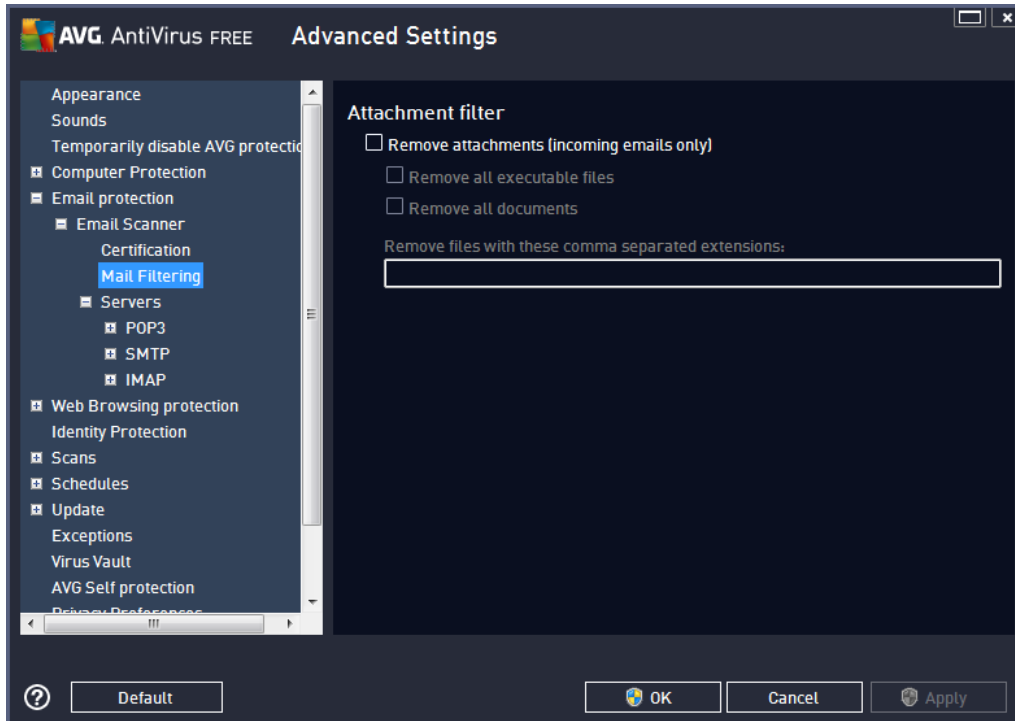 AVG. AntiVirus FREE Advanced Settings
Appearance
Sounds
Temporarily disable AVG protectio
Computer Protection
Email protection
Email Scanner
Certification
Mail Filtering
Servers
POP3
SMTP
IMAP
Web Browsing protection
Identity Protection
Scans
Schedules
Update
Exceptions
Virus Vault
AVG Self protection
Privacy Preferences
Attachment filter
Remove attachments (incoming emails only)
Remove all executable files
Remove all documents
Remove files with these comma separated extensions:
? Default OK Cancel Apply